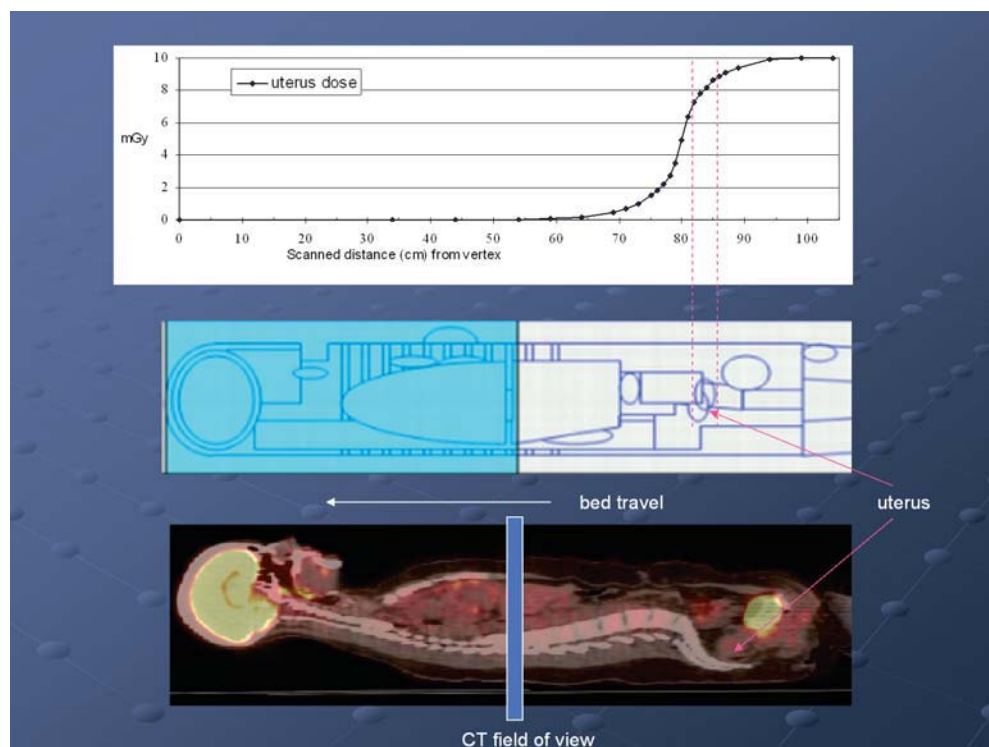 10
uterus dose
8
6
mGy
4
2
0
0 10 20 30 40 50 60 70 80 90 100
Scanned distance (cm) from vertex
bed travel
uterus
CT field of view